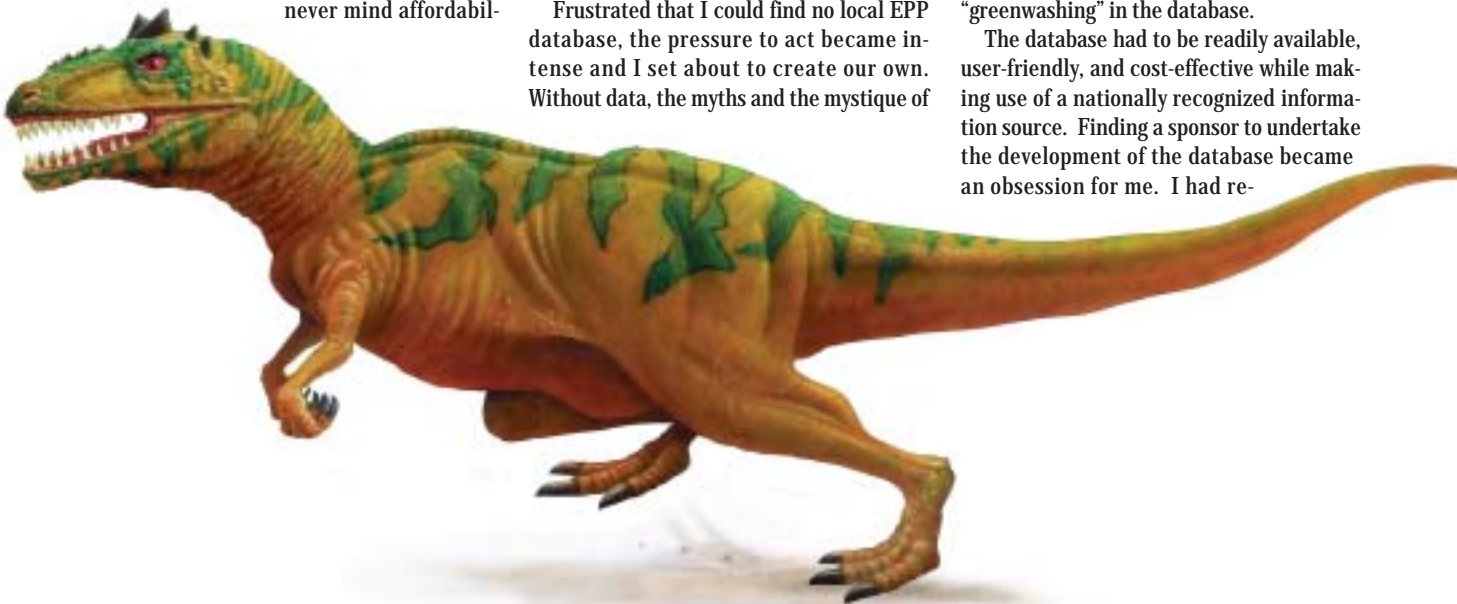 never mind affordabil-
Frustrated that I could find no local EPP
database, the pressure to act became in-
tense and I set about to create our own.
Without data, the myths and the mystique of
“greenwashing” in the database.
The database had to be readily available,
user-friendly, and cost-effective while mak-
ing use of a nationally recognized informa-
tion source. Finding a sponsor to undertake
the development of the database became
an obsession for me. I had re-